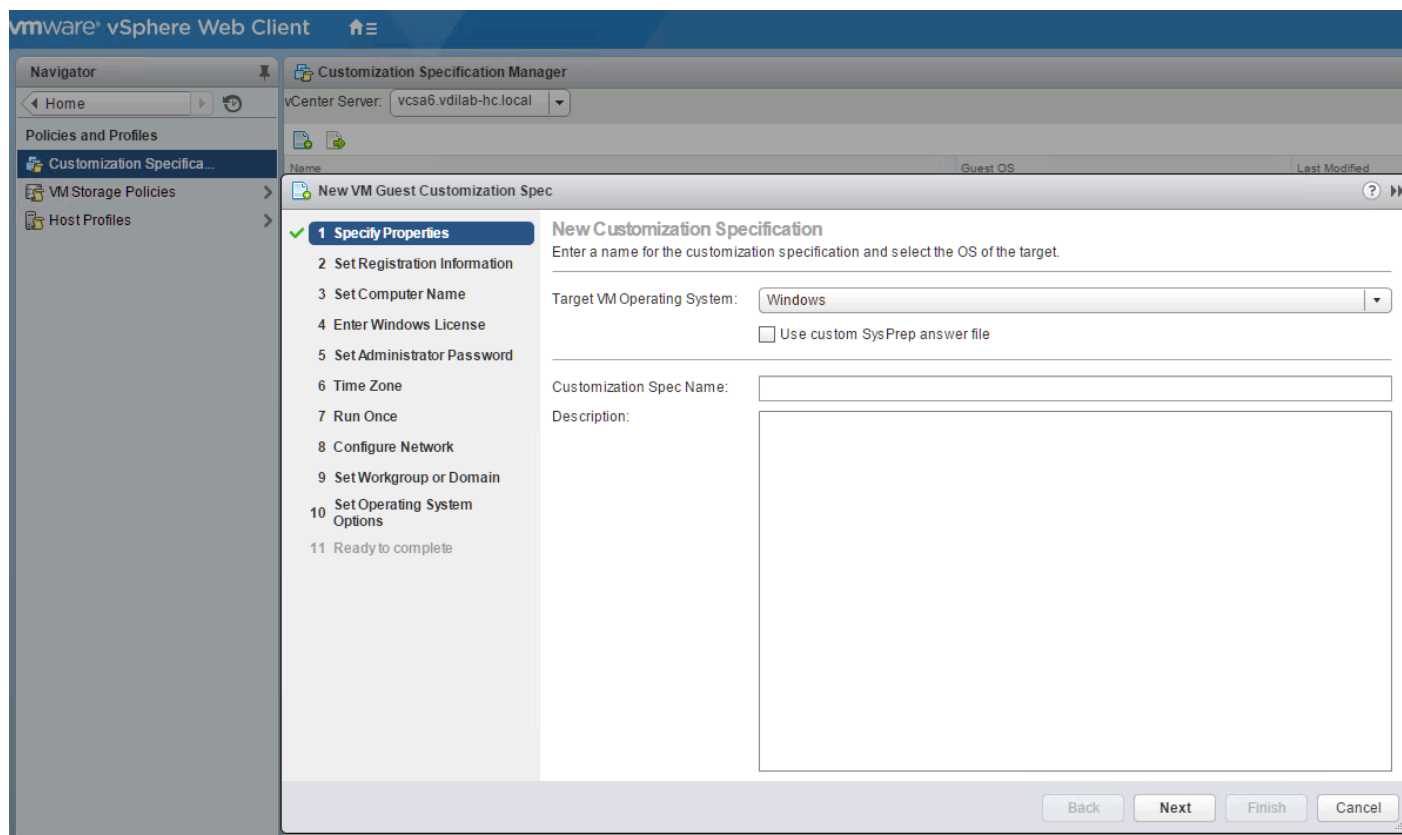 vmware® vSphere Web Client
Navigator
Home
Policies and Profiles
Customization Specifica...
VM Storage Policies
Host Profiles
Customization Specification Manager
vCenter Server: vcsa6.vdilab-hc.local
Name Guest OS Last Modified
New VM Guest Customization Spec ?
1 Specify Properties
2 Set Registration Information
3 Set Computer Name
4 Enter Windows License
5 Set Administrator Password
6 Time Zone
7 Run Once
8 Configure Network
9 Set Workgroup or Domain
10 Set Operating System
Options
11 Ready to complete
New Customization Specification
Enter a name for the customization specification and select the OS of the target.
Target VM Operating System: Windows
Use custom SysPrep answer file
Customization Spec Name:
Description:
Back Next Finish Cancel